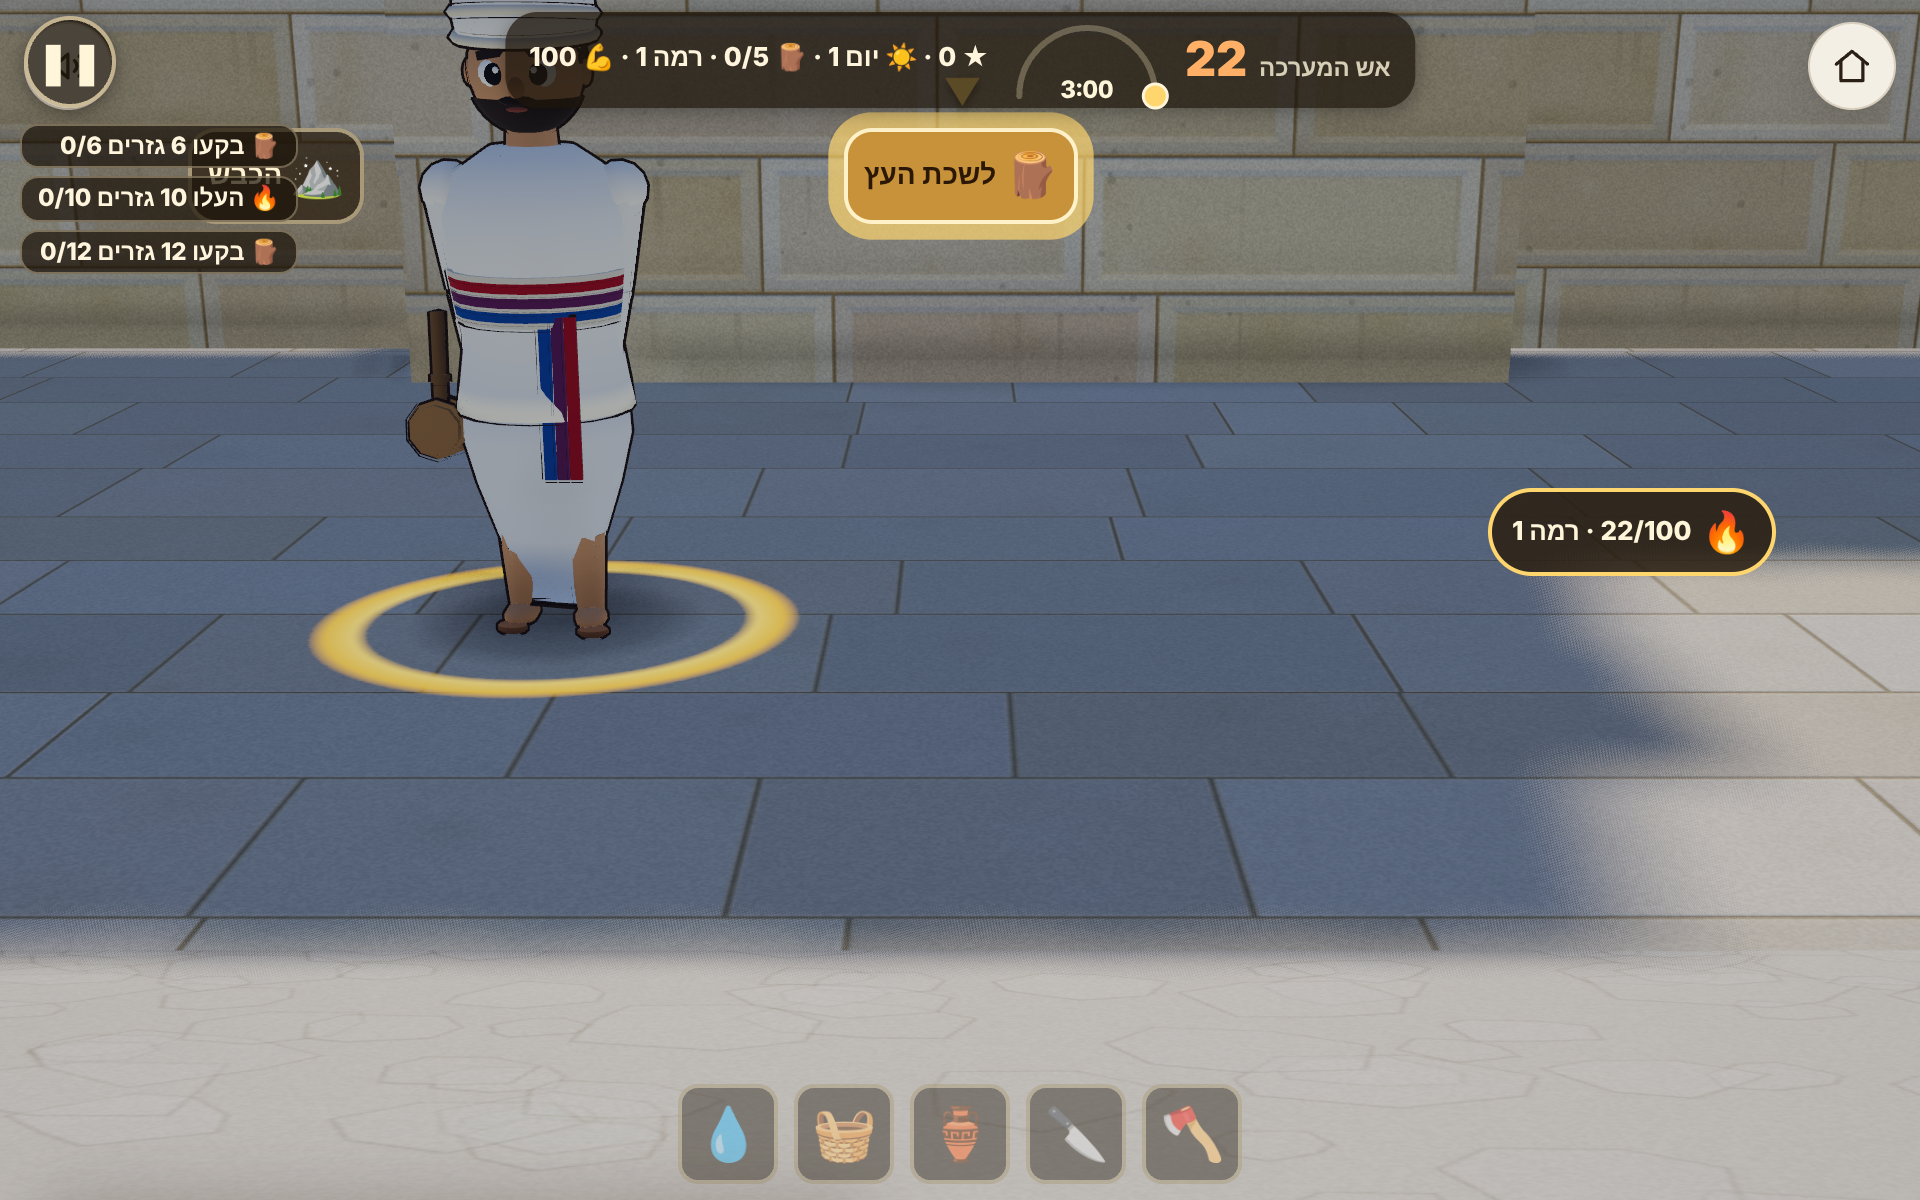 אש המערכה 22
3:00
★ 0 · ☀️ יום 1 · 🪵 0/5 · רמה 1 · 💪 100
🪵 בקעו 6 גזרים 0/6
הכבש
🔥 העלו 10 גזרים 0/10
🪵 בקעו 12 גזרים 0/12
לשכת העץ
🔥 22/100 · רמה 1